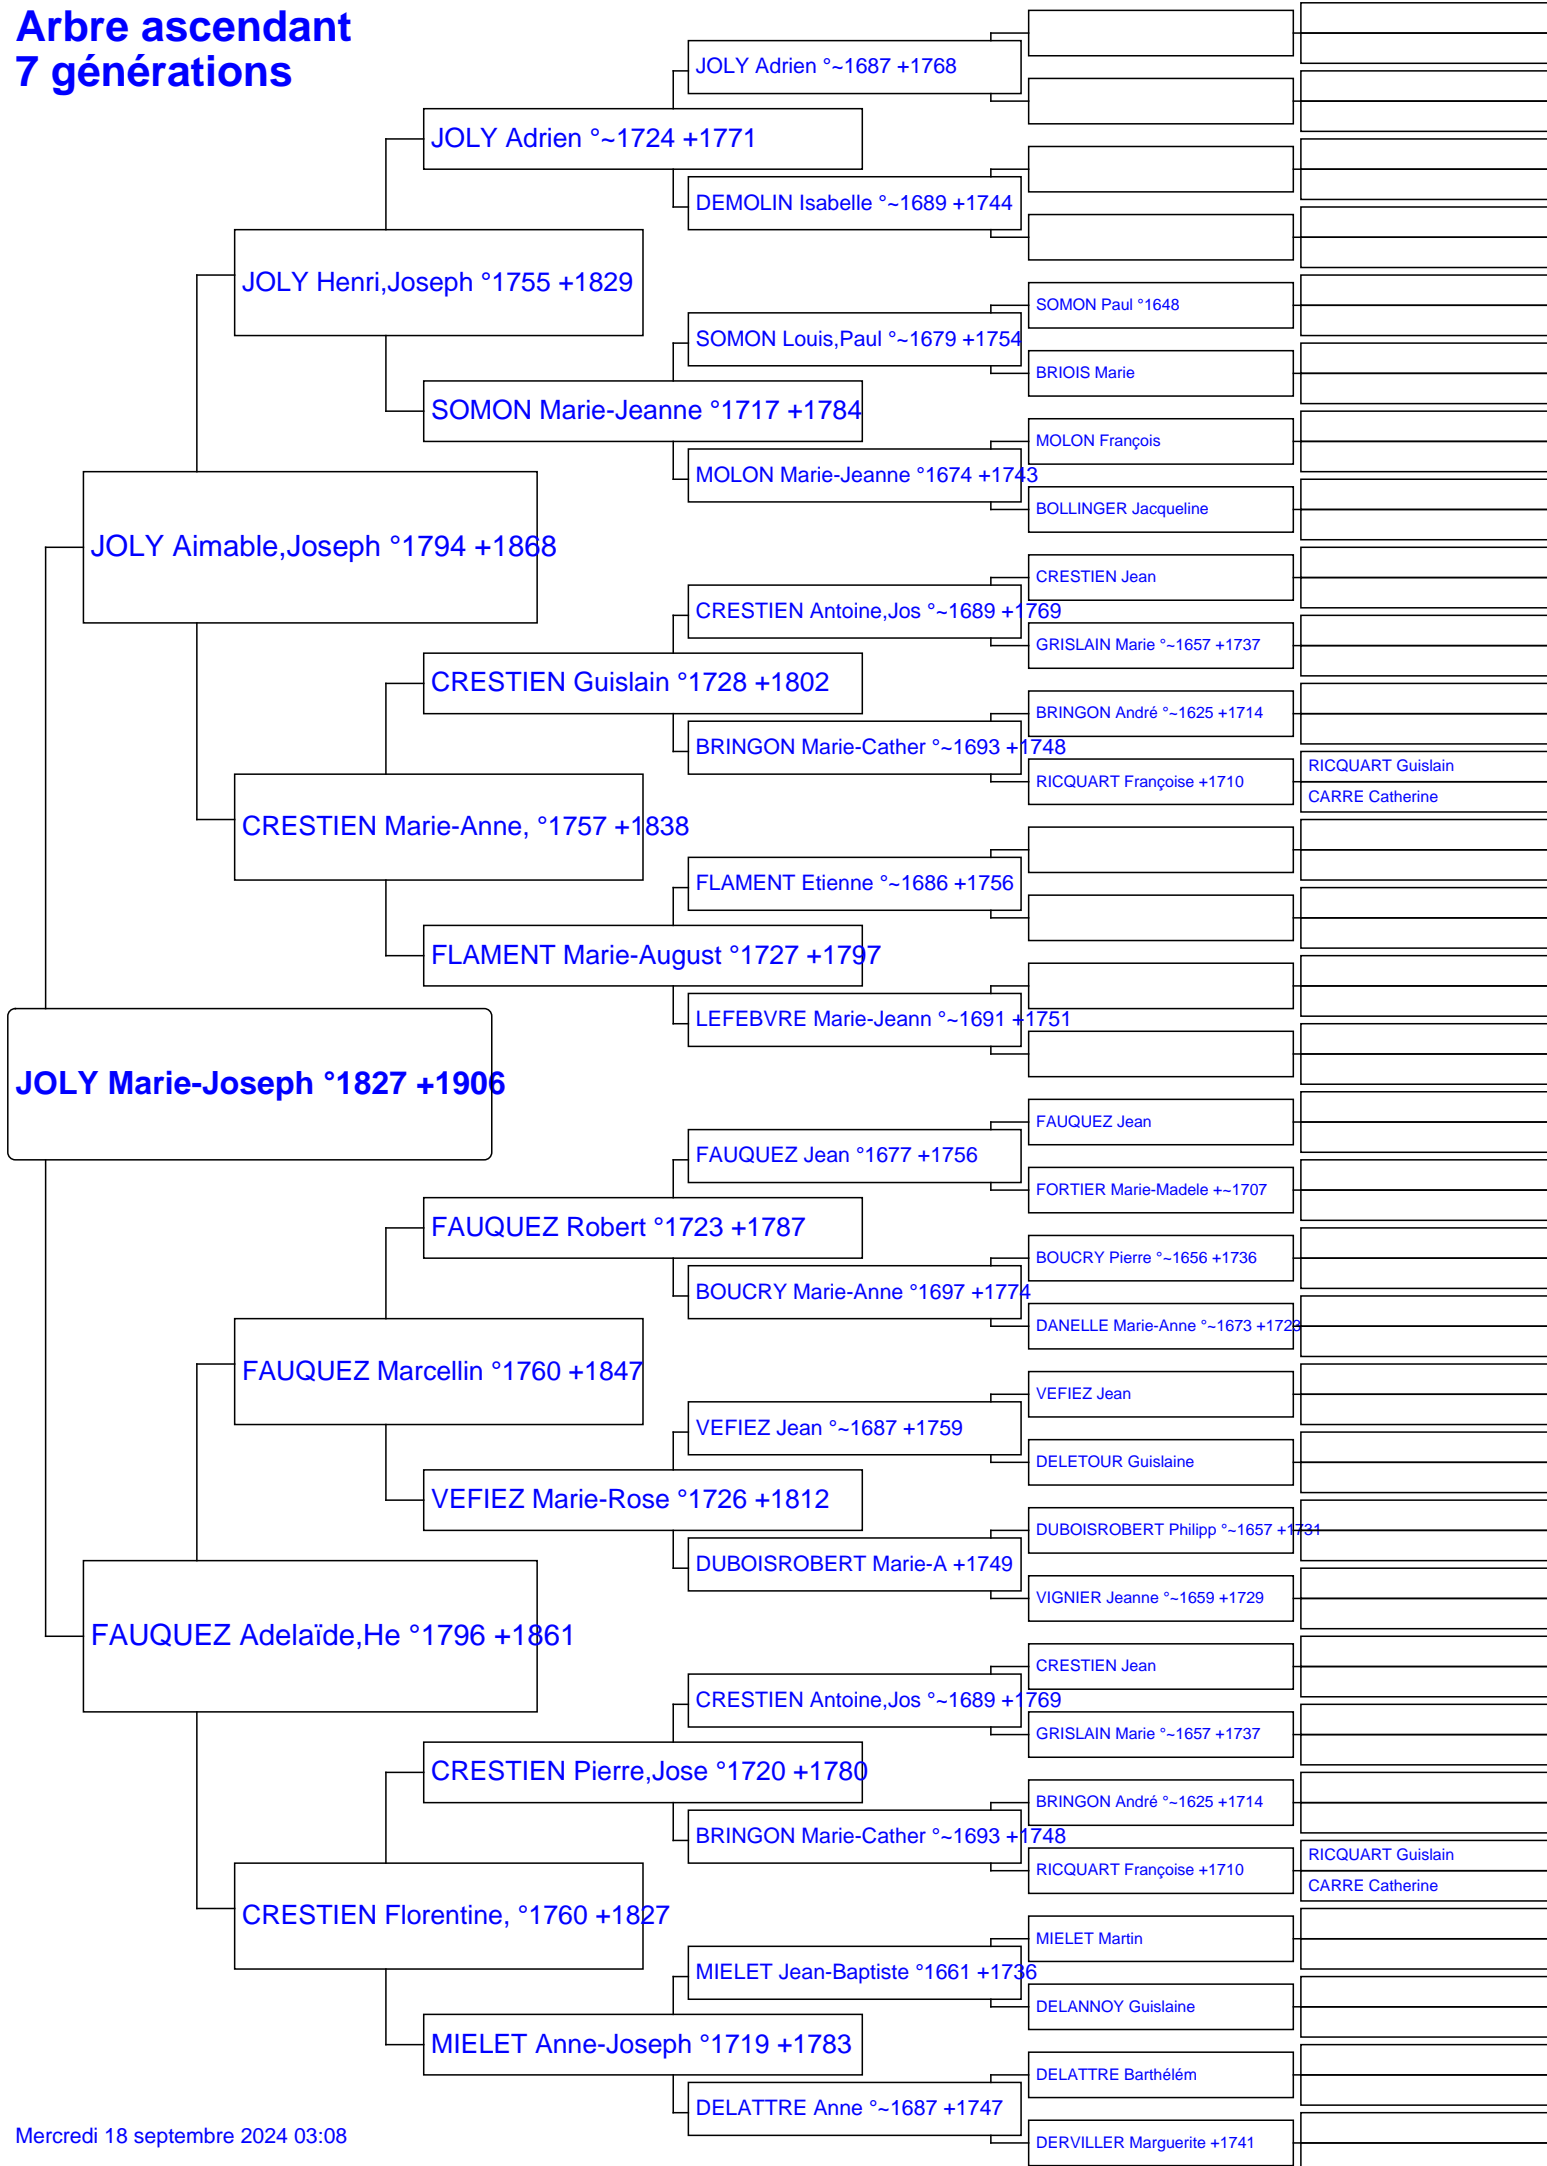 Arbre ascendant
7 générations
JOLY Marie-Joseph °1827 +1906
JOLY Aimable,Joseph °1794 +1868
FAUQUEZ Adelaïde,He °1796 +1861
JOLY Henri,Joseph °1755 +1829
CRESTIEN Marie-Anne, °1757 +1838
FAUQUEZ Marcellin °1760 +1847
CRESTIEN Florentine, °1760 +1827
JOLY Adrien °~1724 +1771
SOMON Marie-Jeanne °1717 +1784
CRESTIEN Guislain °1728 +1802
FLAMENT Marie-August °1727 +1797
FAUQUEZ Robert °1723 +1787
VEFIEZ Marie-Rose °1726 +1812
CRESTIEN Pierre,Jose °1720 +1780
MIELET Anne-Joseph °1719 +1783
JOLY Adrien °~1687 +1768
DEMOLIN Isabelle °~1689 +1744
SOMON Louis,Paul °~1679 +1754
MOLON Marie-Jeanne °1674 +1743
CRESTIEN Antoine,Jos °~1689 +1769
BRINGON Marie-Cather °~1693 +1748
FLAMENT Etienne °~1686 +1756
LEFEBVRE Marie-Jeann °~1691 +1751
FAUQUEZ Jean °1677 +1756
BOUCRY Marie-Anne °1697 +1774
VEFIEZ Jean °~1687 +1759
DUBOISROBERT Marie-A +1749
CRESTIEN Antoine,Jos °~1689 +1769
BRINGON Marie-Cather °~1693 +1748
MIELET Jean-Baptiste °1661 +1736
DELATTRE Anne °~1687 +1747
SOMON Paul °1648
BRIOIS Marie
MOLON François
BOLLINGER Jacqueline
CRESTIEN Jean
GRISLAIN Marie °~1657 +1737
BRINGON André °~1625 +1714
RICQUART Françoise +1710
FAUQUEZ Jean
FORTIER Marie-Madele +~1707
BOUCRY Pierre °~1656 +1736
DANELLE Marie-Anne °~1673 +1723
VEFIEZ Jean
DELETOUR Guislaine
DUBOISROBERT Philipp °~1657 +1731
VIGNIER Jeanne °~1659 +1729
CRESTIEN Jean
GRISLAIN Marie °~1657 +1737
BRINGON André °~1625 +1714
RICQUART Françoise +1710
MIELET Martin
DELANNOY Guislaine
DELATTRE Barthélém
DERVILLER Marguerite +1741
RICQUART Guislain
CARRE Catherine
RICQUART Guislain
CARRE Catherine
Mercredi 18 septembre 2024 03:08